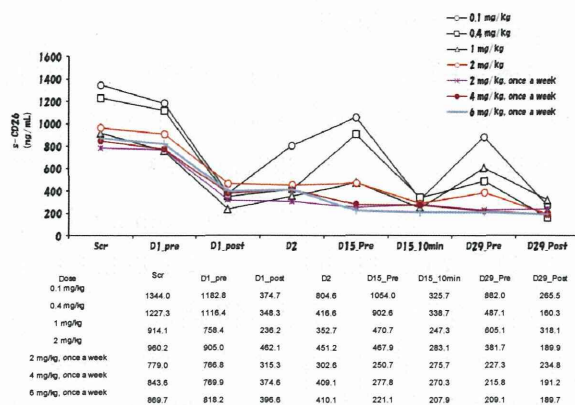 0.1 mg/kg
0.4 mg/kg
1 mg/kg
2 mg/kg
2 mg/kg, once a week
4 mg/kg, once a week
6 mg/kg, once a week
s-CD26
(ng/mL)
1600
1400
1200
1000
800
600
400
200
0
Scr D1_pre D1_post D2 D15_Pre D15_10min D29_Pre D29_Post
Dose Scr D1_pre D1_post D2 D15_Pre D15_10min D29_Pre D29_Post
0.1 mg/kg 1344.0 1182.8 374.7 804.6 1054.0 325.7 882.0 265.5
0.4 mg/kg 1227.3 1116.4 348.3 416.6 902.6 338.7 487.1 160.3
1 mg/kg 914.1 758.4 236.2 352.7 470.7 247.3 605.1 318.1
2 mg/kg 960.2 905.0 462.1 451.2 467.9 283.1 381.7 189.9
2 mg/kg, once a week 779.0 766.8 315.3 302.6 250.7 275.7 227.3 234.8
4 mg/kg, once a week 843.6 769.9 374.6 409.1 277.8 270.3 215.8 191.2
6 mg/kg, once a week 869.7 818.2 396.6 410.1 221.1 207.9 209.1 189.7